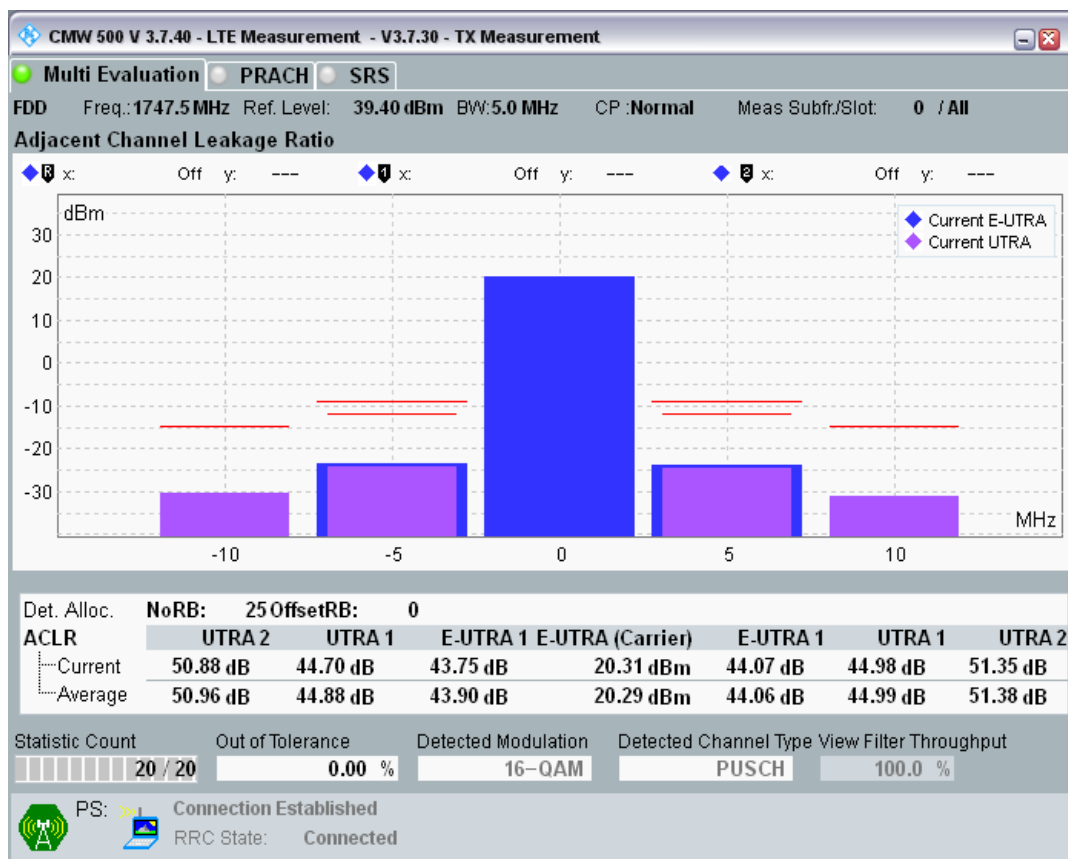 CMW 500 V 3.7.40 - LTE Measurement - V3.7.30 - TX Measurement
Multi Evaluation PRACH SRS
FDD Freq.: 1747.5 MHz Ref. Level: 39.40 dBm BW: 5.0 MHz CP : Normal Meas Subfr./Slot: 0 / All
Adjacent Channel Leakage Ratio
R x: Off y: --- 1 x: Off y: --- 2 x: Off y: ---
dBm
Current E-UTRA
Current UTRA
30
20
10
0
-10
-20
-30
MHz
-10 -5 0 5 10
Det. Alloc. NoRB: 25 OffsetRB: 0
ACLR UTRA 2 UTRA 1 E-UTRA 1 E-UTRA (Carrier) E-UTRA 1 UTRA 1 UTRA 2
Current 50.88 dB 44.70 dB 43.75 dB 20.31 dBm 44.07 dB 44.98 dB 51.35 dB
Average 50.96 dB 44.88 dB 43.90 dB 20.29 dBm 44.06 dB 44.99 dB 51.38 dB
Statistic Count Out of Tolerance Detected Modulation Detected Channel Type View Filter Throughput
20 / 20 0.00 % 16-QAM PUSCH 100.0 %
PS: Connection Established
RRC State: Connected